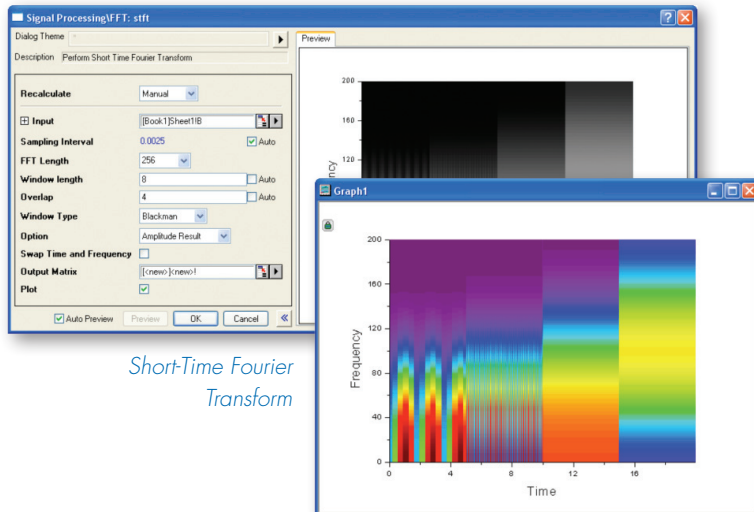 Signal Processing\FFT: stft
Dialog Theme *
Description Perform Short Time Fourier Transform
Recalculate Manual
Input [Book1]Sheet1!B
Sampling Interval 0.0025 Auto
FFT Length 256
Window length 8 Auto
Overlap 4 Auto
Window Type Blackman
Option Amplitude Result
Swap Time and Frequency
Output Matrix [<new>]<new>!
Plot
Auto Preview Preview OK Cancel
Preview
200
160
120
Graph1
200
160
120
80
40
0
Frequency
0 4 8 12 16
Time
Short-Time Fourier
Transform